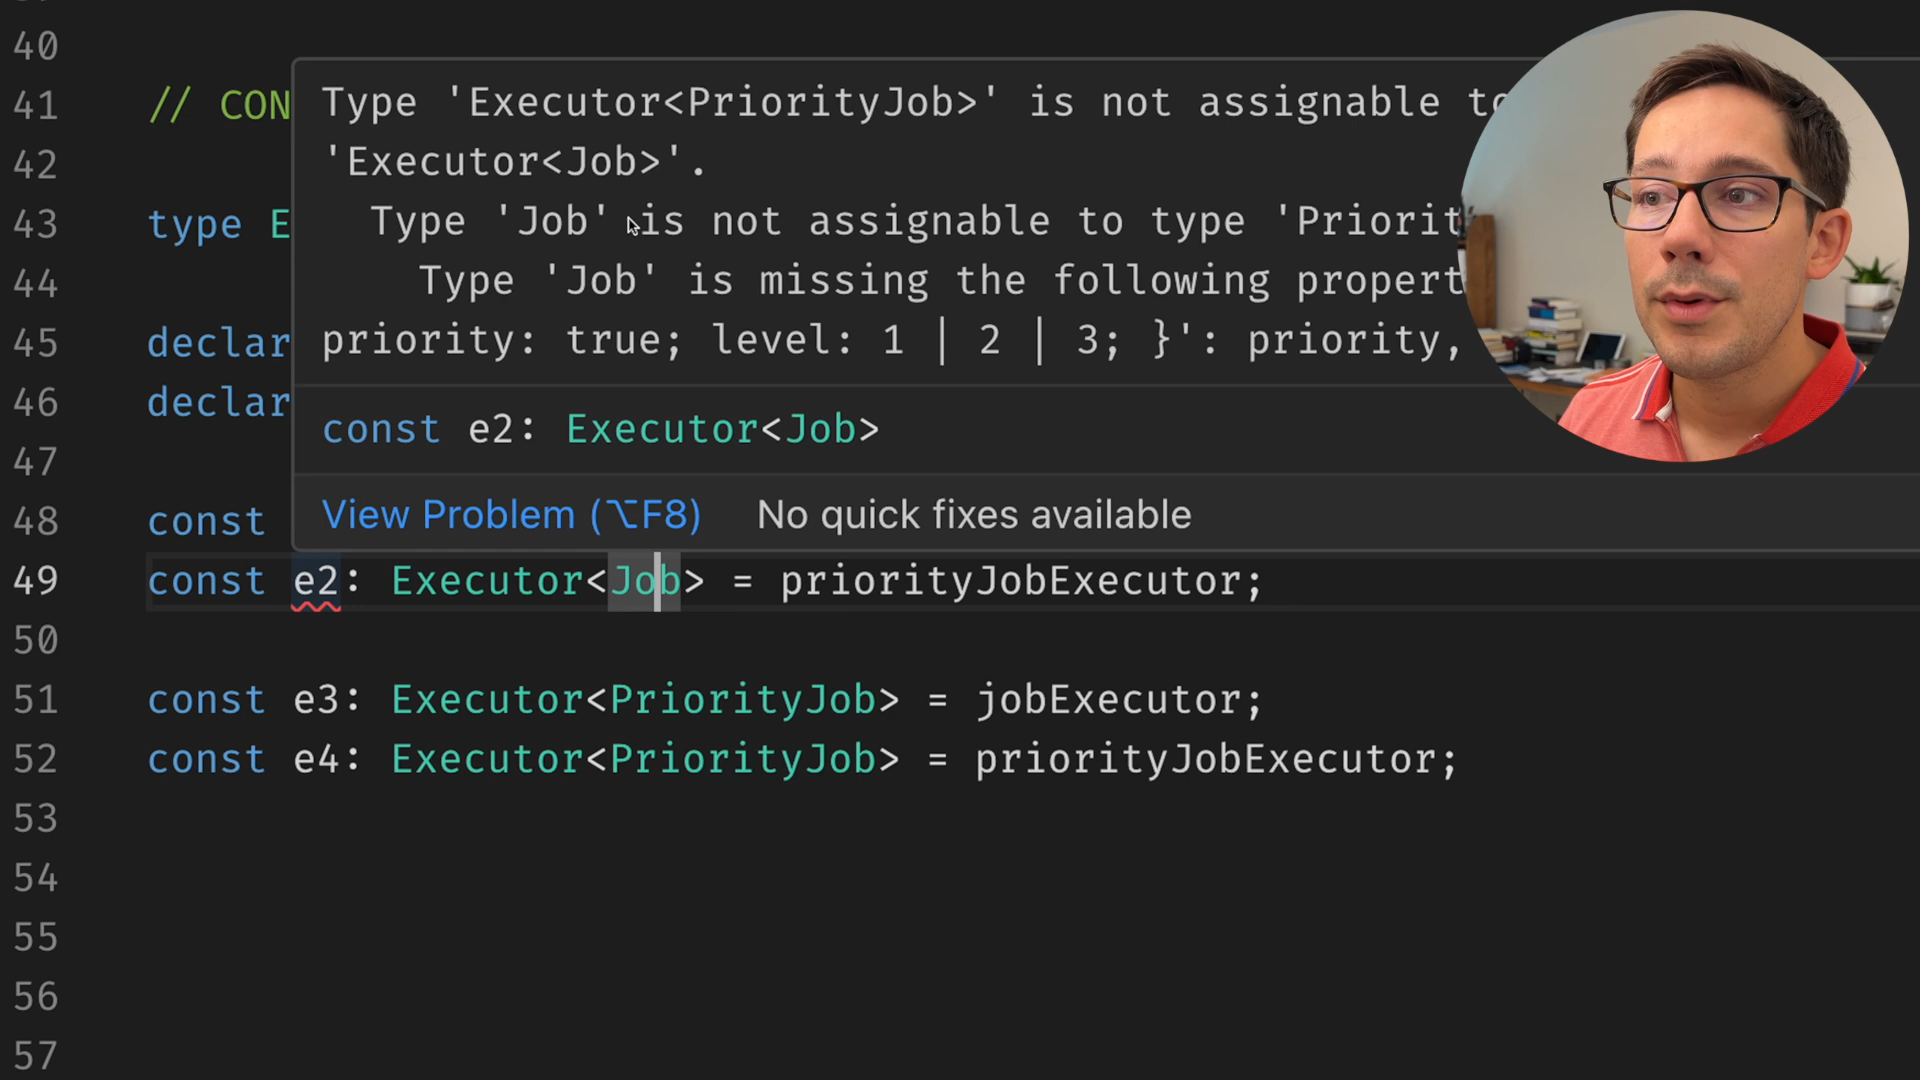 40
41 // CON
Type 'Executor<PriorityJob>' is not assignable to
42
'Executor<Job>'.
43 type E
Type 'Job' is not assignable to type 'Priorit
44
Type 'Job' is missing the following propert
45 declar
priority: true; level: 1 | 2 | 3; }': priority,
46 declar
const e2: Executor<Job>
47
48 const
View Problem (⌥F8) No quick fixes available
49 const e2: Executor<Job> = priorityJobExecutor;
50
51 const e3: Executor<PriorityJob> = jobExecutor;
52 const e4: Executor<PriorityJob> = priorityJobExecutor;
53
54
55
56
57